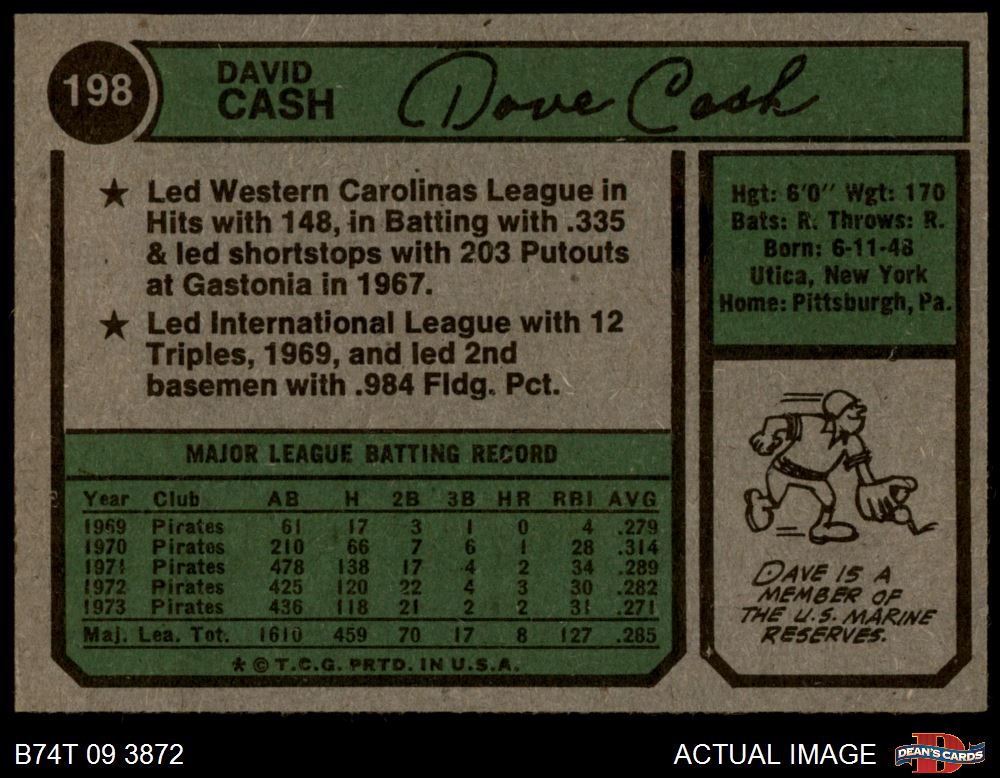 198
DAVID
CASH
Dave Cash
★ Led Western Carolinas League in
Hits with 148, in Batting with .335
& led shortstops with 203 Putouts
at Gastonia in 1967.
★ Led International League with 12
Triples, 1969, and led 2nd
basemen with .984 Fldg. Pct.
Hgt: 6'0" Wgt: 170
Bats: R. Throws: R.
Born: 6-11-48
Utica, New York
Home: Pittsburgh, Pa.
MAJOR LEAGUE BATTING RECORD
Year Club AB H 2B 3B HR RBI AVG
1969 Pirates 61 17 3 1 0 4 .279
1970 Pirates 210 66 7 6 1 28 .314
1971 Pirates 478 138 17 4 2 34 .289
1972 Pirates 425 120 22 4 3 30 .282
1973 Pirates 436 118 21 2 2 31 .271
Maj. Lea. Tot. 1610 459 70 17 8 127 .285
* © T.C.G. PRTD. IN U.S.A.
DAVE IS A
MEMBER OF
THE U.S. MARINE
RESERVES.
B74T 09 3872
ACTUAL IMAGE
DEAN'S CARDS